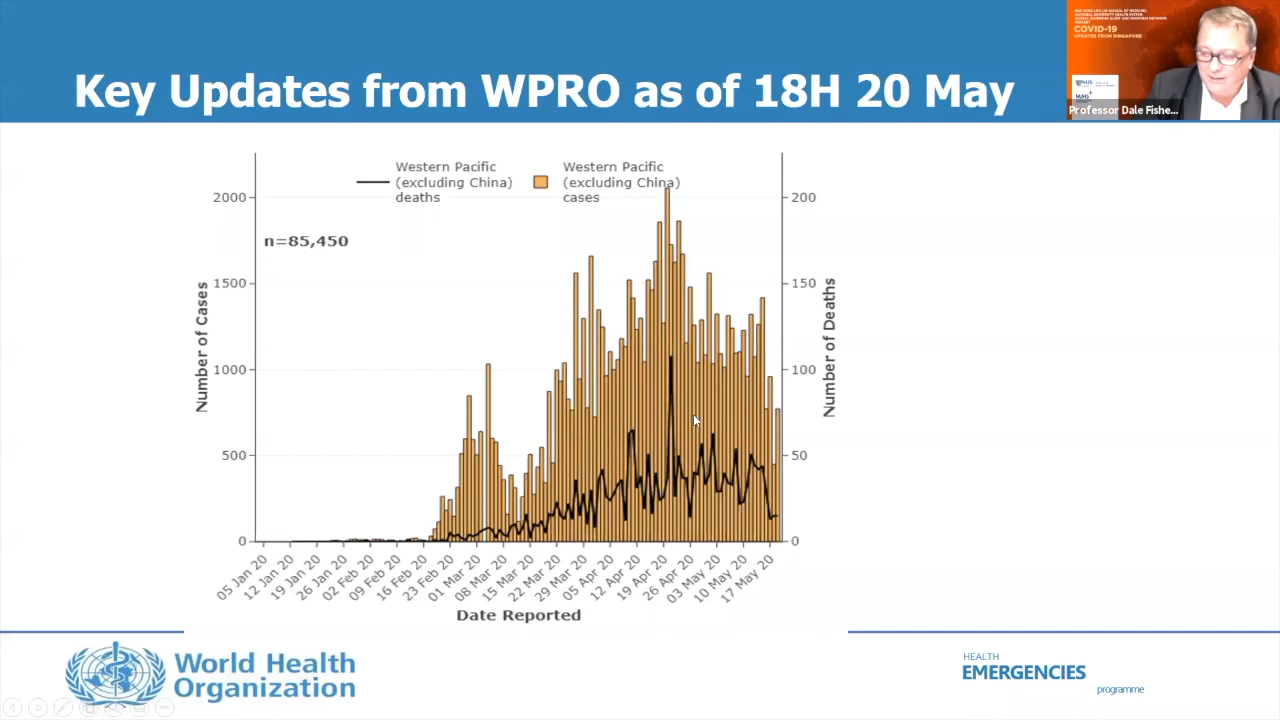 Key Updates from WPRO as of 18H 20 May
COVID-19
UPDATES FROM SINGAPORE
NUS
NUHS
Professor Dale Fishe...
Western Pacific
(excluding China)
deaths
Western Pacific
(excluding China)
cases
n=85,450
2000
1500
1000
500
0
Number of Cases
200
150
100
50
0
Number of Deaths
05 Jan 20
12 Jan 20
19 Jan 20
26 Jan 20
02 Feb 20
09 Feb 20
16 Feb 20
23 Feb 20
01 Mar 20
08 Mar 20
15 Mar 20
22 Mar 20
29 Mar 20
05 Apr 20
12 Apr 20
19 Apr 20
26 Apr 20
03 May 20
10 May 20
17 May 20
Date Reported
World Health
Organization
HEALTH
EMERGENCIES
programme